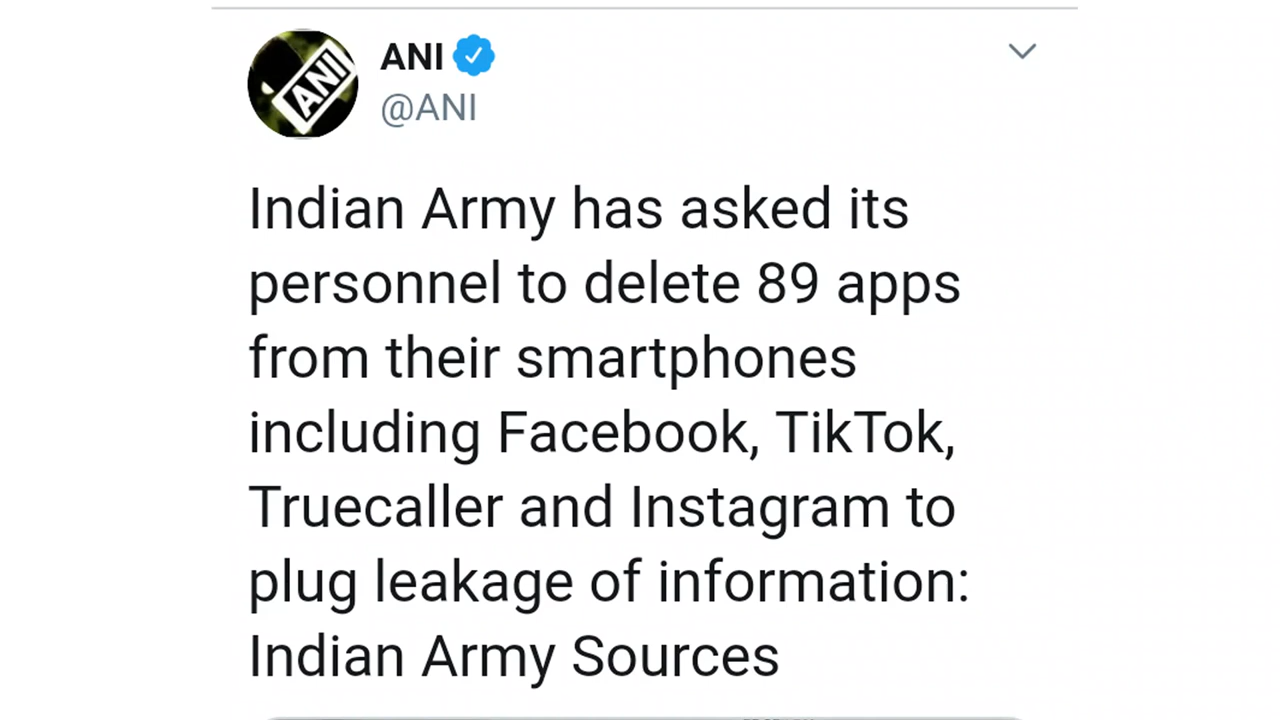 ANI
ANI
@ANI
Indian Army has asked its
personnel to delete 89 apps
from their smartphones
including Facebook, TikTok,
Truecaller and Instagram to
plug leakage of information:
Indian Army Sources